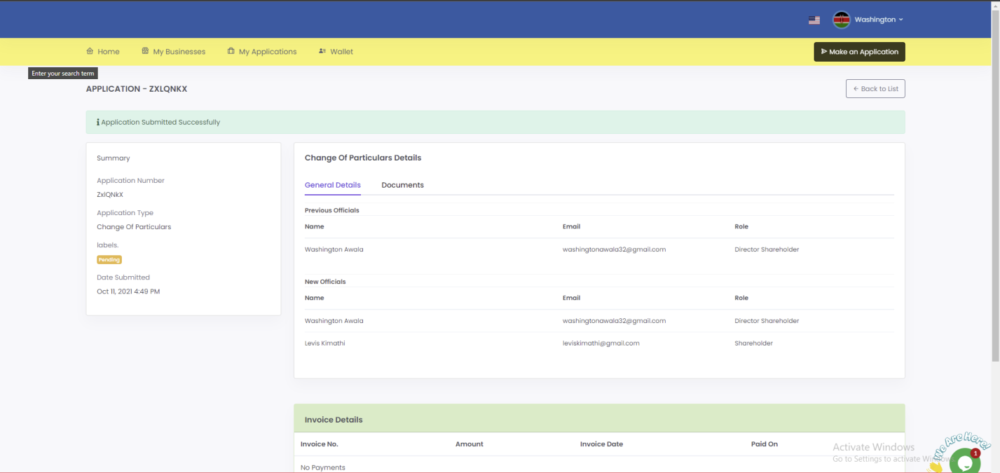 Washington
Home My Businesses My Applications Wallet Make an Application
Enter your search term
APPLICATION - ZXLQNKX
Back to List
Application Submitted Successfully
Summary
Application Number
ZxlQNkX
Application Type
Change Of Particulars
labels.
Pending
Date Submitted
Oct 11, 2021 4:49 PM
Change Of Particulars Details
General Details Documents
Previous Officials
Name Email Role
Washington Awala washingtonawala32@gmail.com Director Shareholder
New Officials
Name Email Role
Washington Awala washingtonawala32@gmail.com Director Shareholder
Levis Kimathi leviskimathi@gmail.com Shareholder
Invoice Details
Invoice No. Amount Invoice Date Paid On
No Payments
Activate Windows
Go to Settings to activate Windows
We Are Here!
1